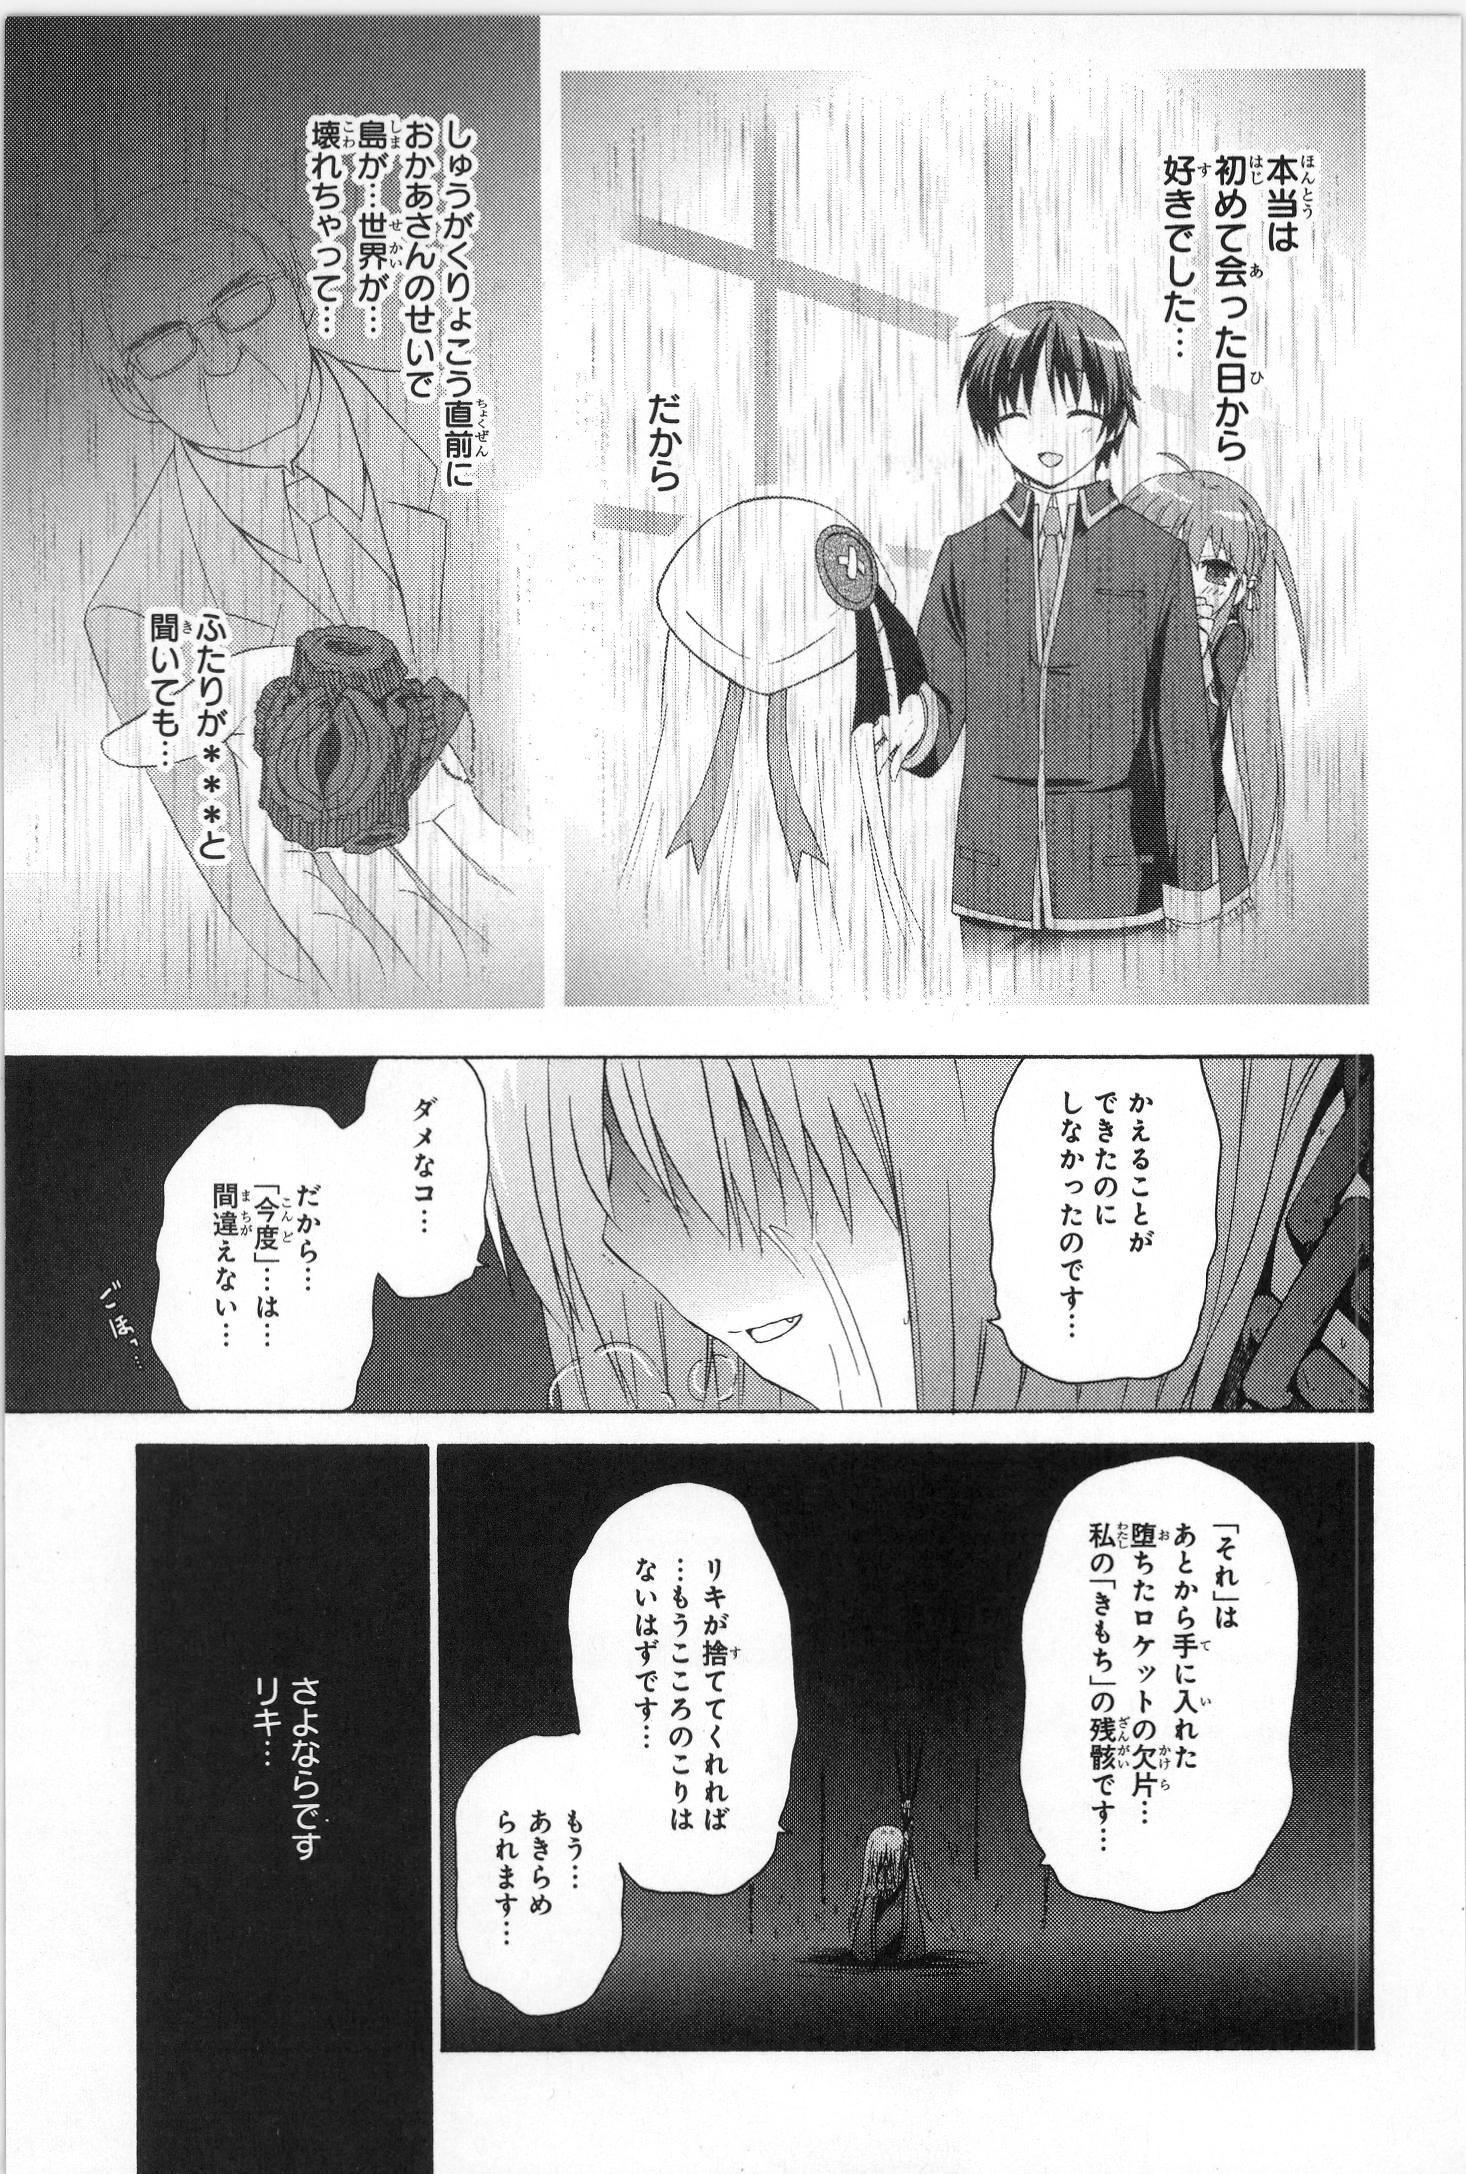 本当は
初めて会った日から
好きでした…
だから
しゅうがくりょこう直前に
おかあさんのせいで
島が…世界が…
壊れちゃって…
ふたりが＊＊＊と
聞いても…
かえることが
できたのに
しなかったのです…
ダメなコ…
だから…
「今度」…は…
間違えない…
ごほっ…
「それ」は
あとから手に入れた
堕ちたロケットの欠片…
私の「きもち」の残骸です…
リキが捨ててくれれば
…もうこころのこりは
ないはずです…
もう…
あきらめ
られます…
さよならです
リキ…